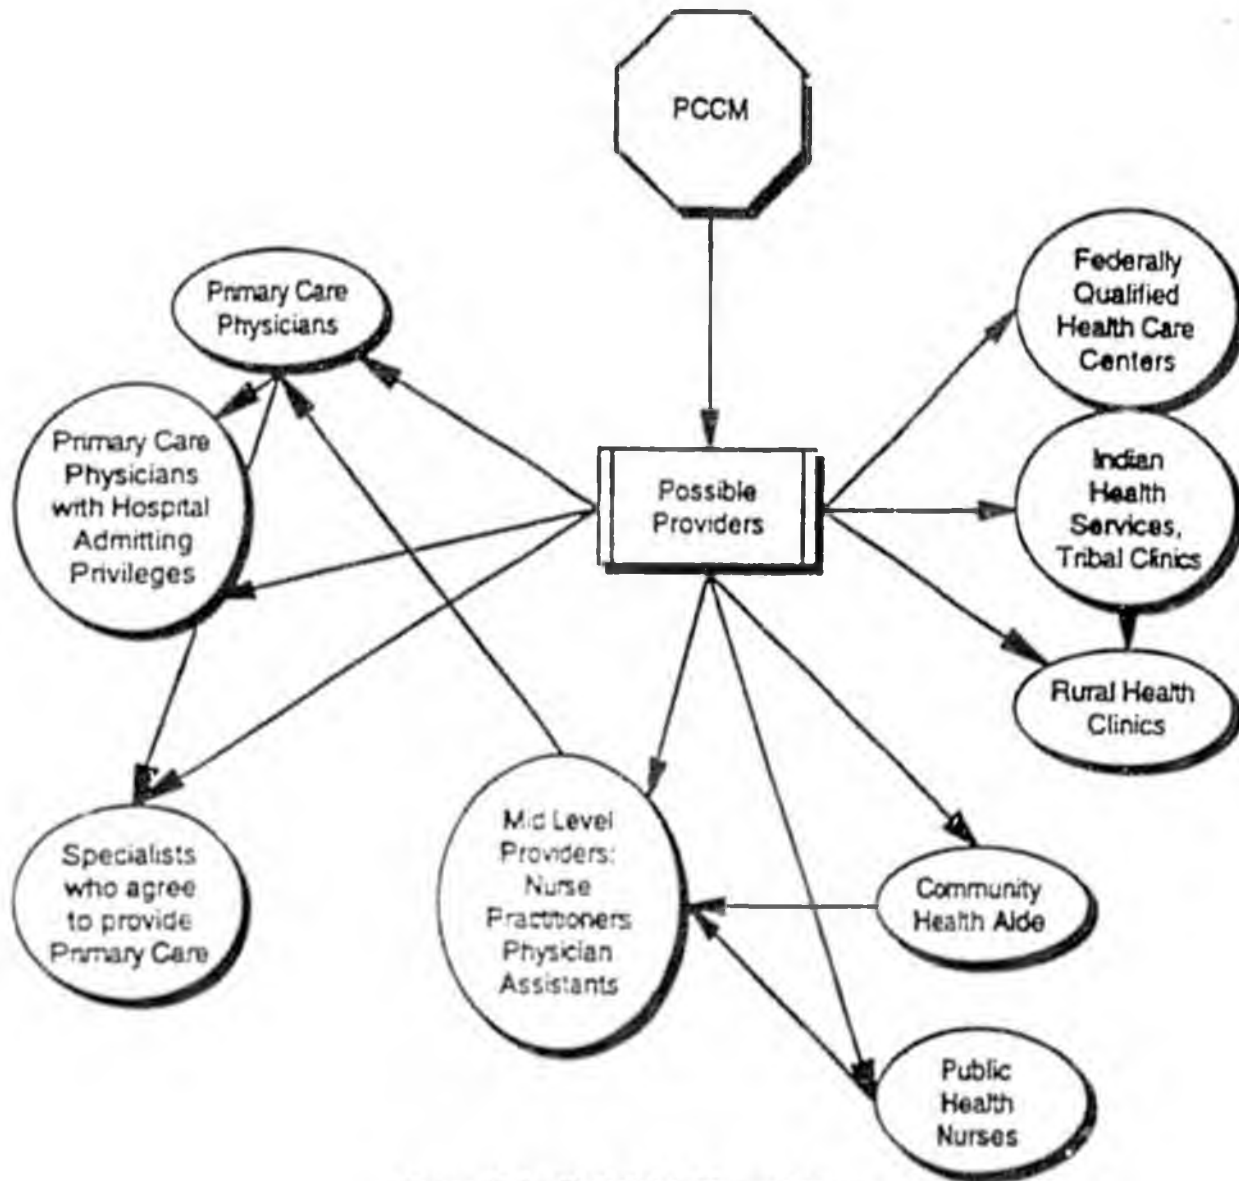 PCCM
Primary Care
Physicians
Federally
Qualified
Health Care
Centers
Primary Care
Physicians
with Hospital
Admitting
Privileges
Possible
Providers
Indian
Health
Services,
Tribal Clinics
Rural Health
Clinics
Specialists
who agree
to provide
Primary Care
Mid Level
Providers:
Nurse
Practitioners
Physician
Assistants
Community
Health Aide
Public
Health
Nurses